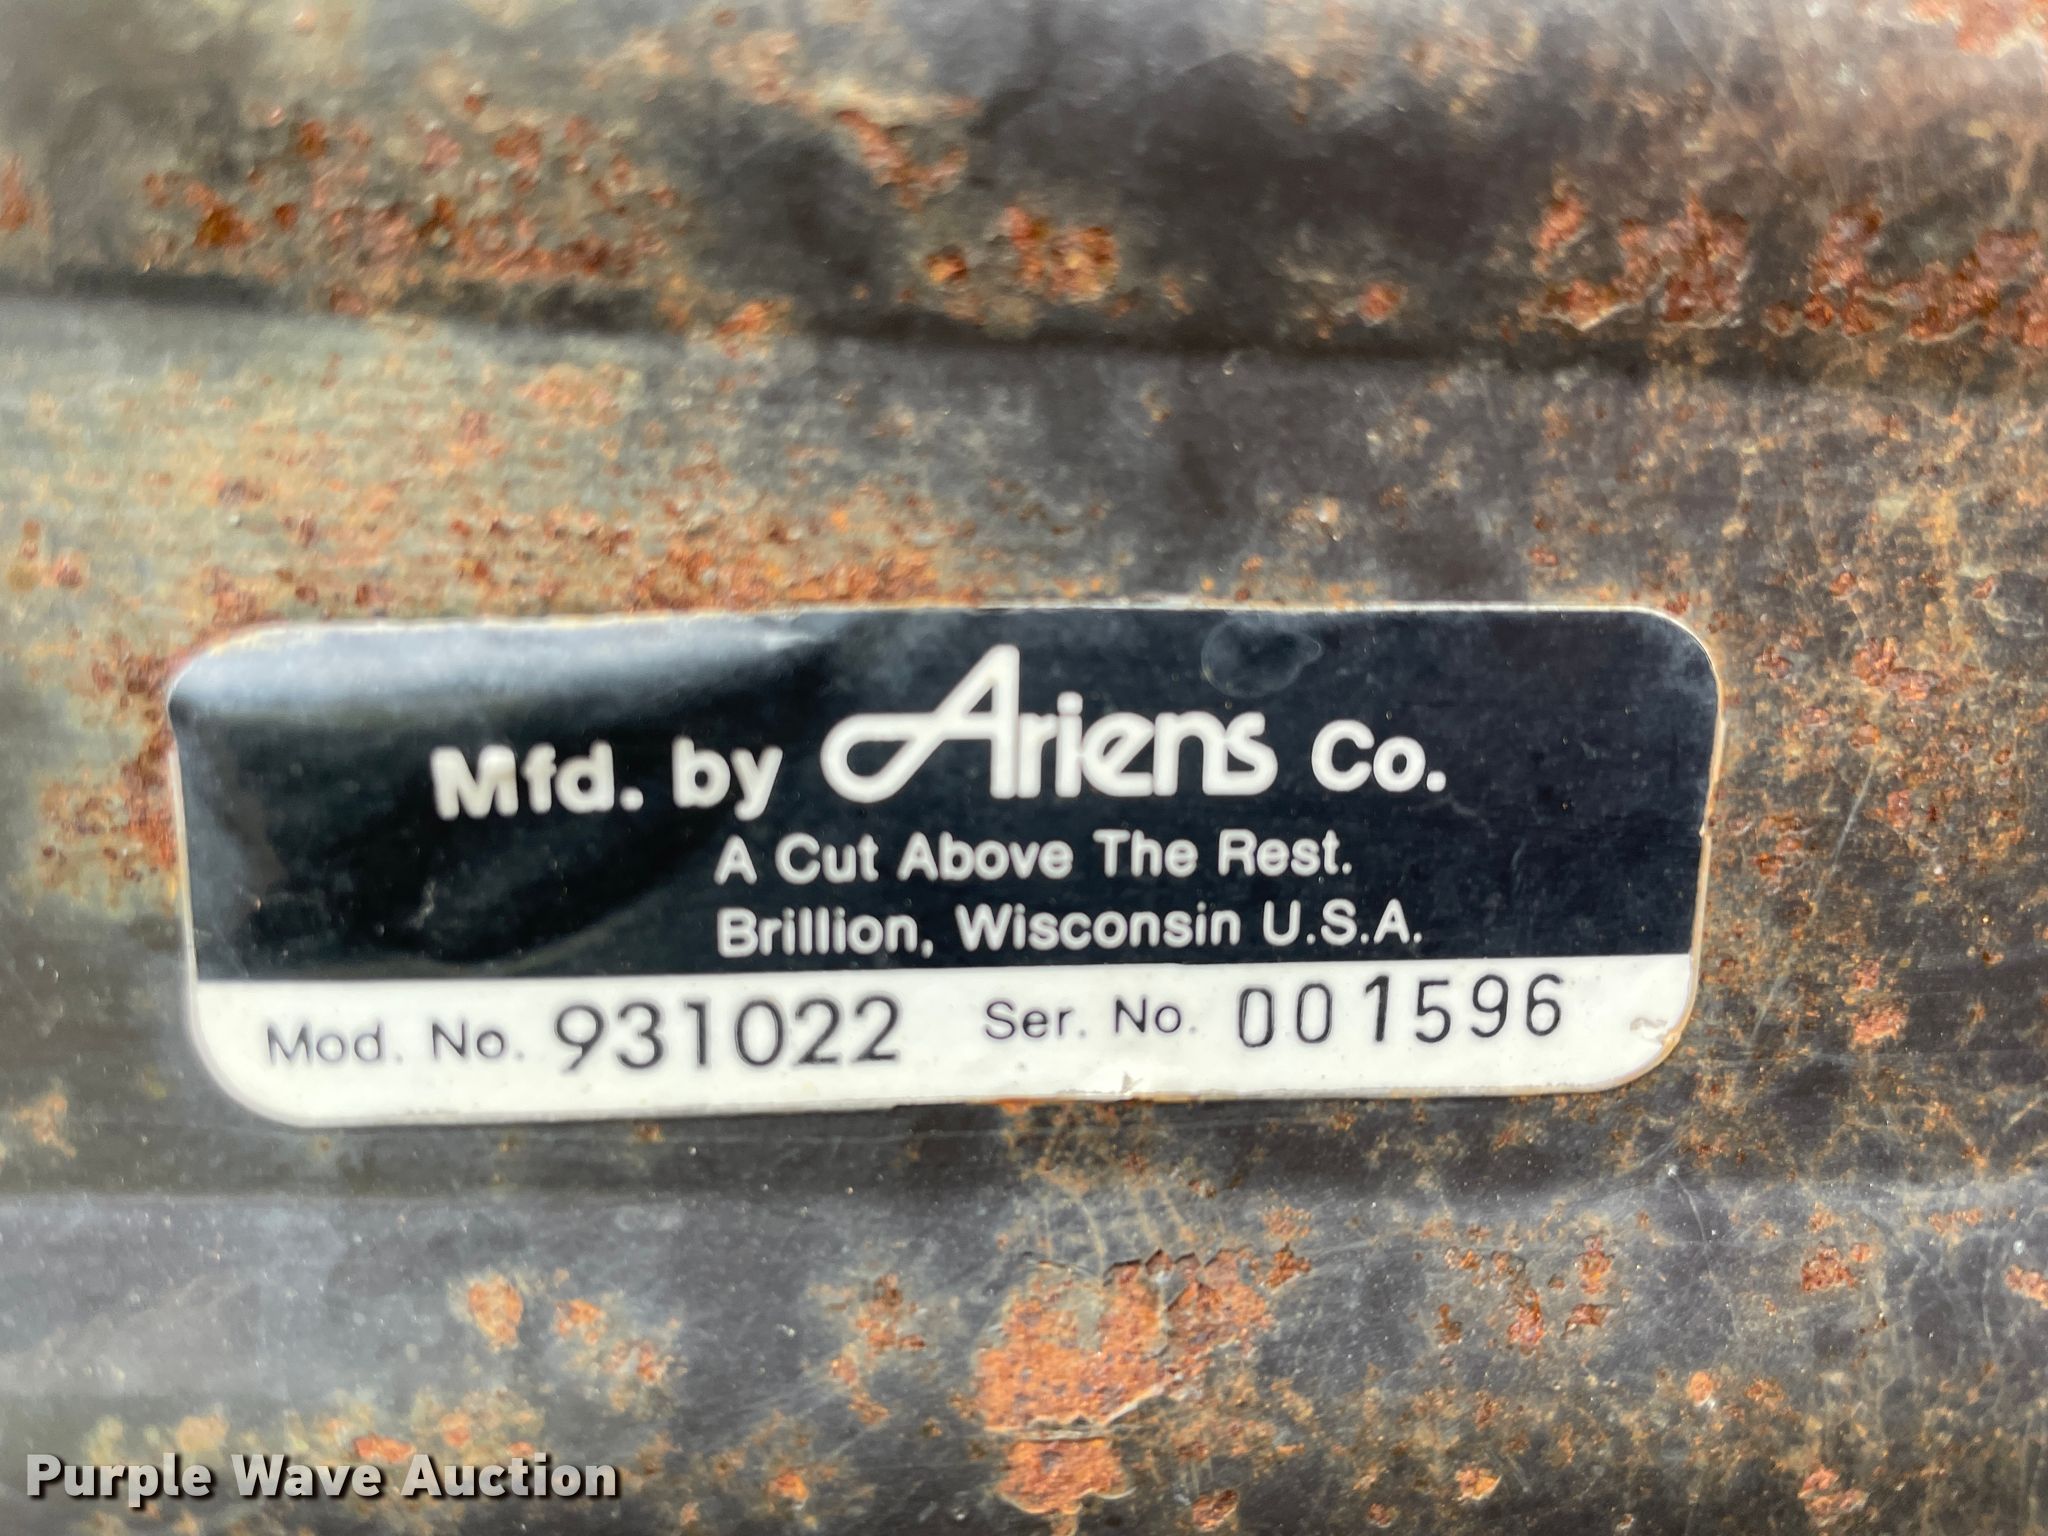 Mfd. by Ariens Co.
A Cut Above The Rest.
Brillion, Wisconsin U.S.A.
Mod. No. 931022 Ser. No. 001596
Purple Wave Auction